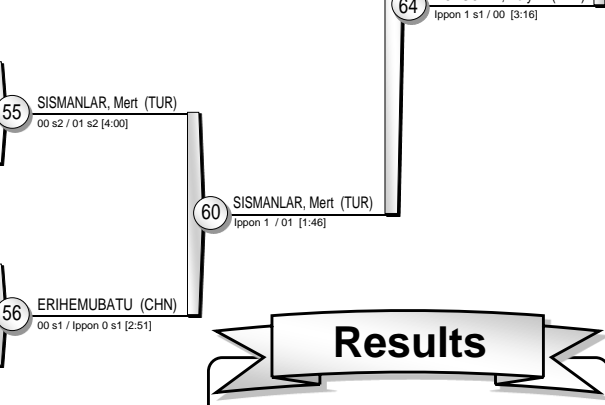 64
Ippon 1 s1 / 00 [3:16]
55
SISMANLAR, Mert (TUR)
00 s2 / 01 s2 [4:00]
60
SISMANLAR, Mert (TUR)
Ippon 1 / 01 [1:46]
56
ERIHEMUBATU (CHN)
00 s1 / Ippon 0 s1 [2:51]
Results